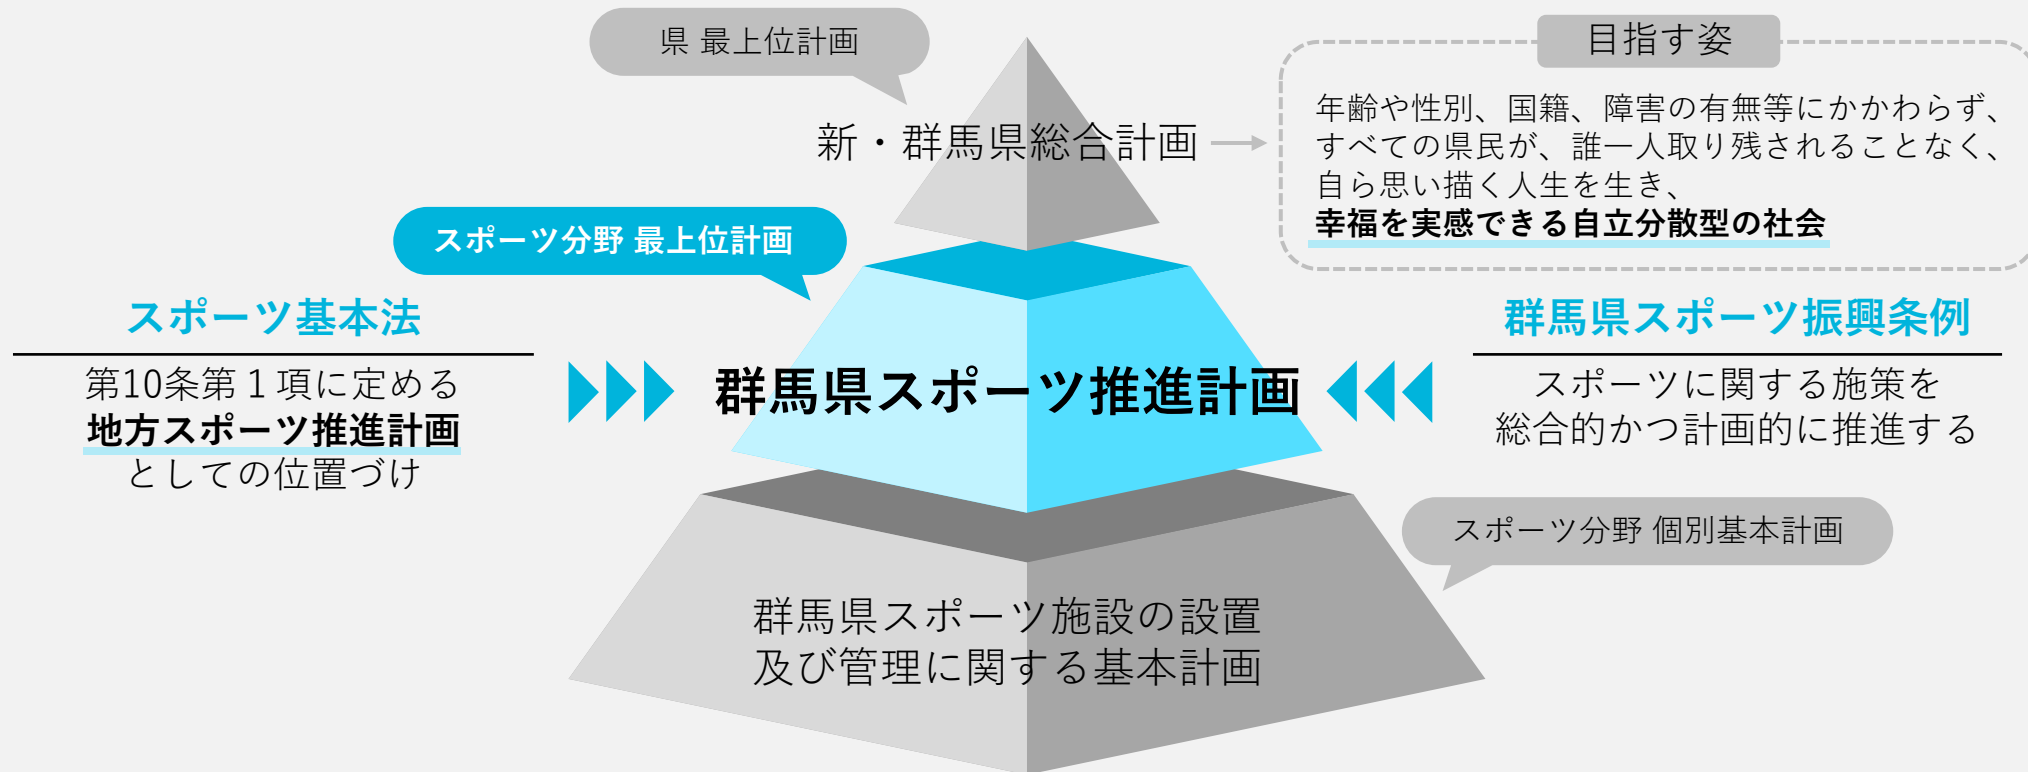 県 最上位計画
新・群馬県総合計画
目指す姿
年齢や性別、国籍、障害の有無等にかかわらず、
すべての県民が、誰一人取り残されることなく、
自ら思い描く人生を生き、
幸福を実感できる自立分散型の社会
スポーツ分野 最上位計画
スポーツ基本法
第10条第１項に定める
地方スポーツ推進計画
としての位置づけ
群馬県スポーツ推進計画
群馬県スポーツ振興条例
スポーツに関する施策を
総合的かつ計画的に推進する
スポーツ分野 個別基本計画
群馬県スポーツ施設の設置
及び管理に関する基本計画